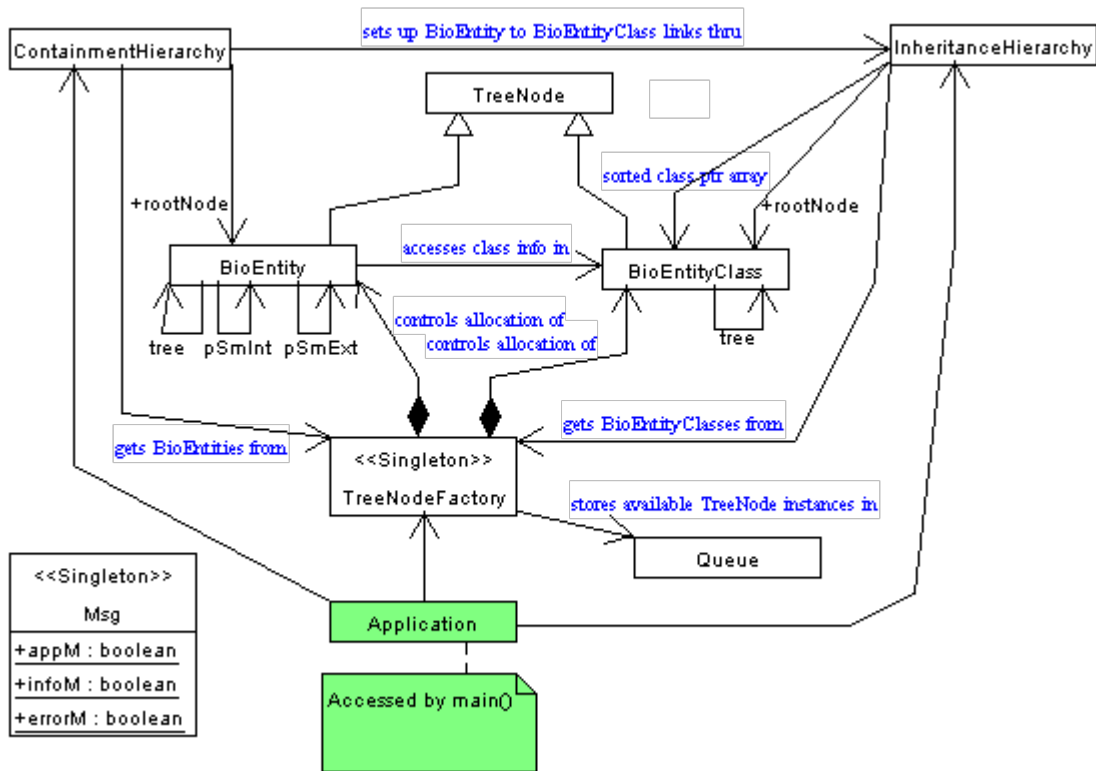 sets up BioEntity to BioEntityClass links thru
ContainmentHierarchy
InheritanceHierarchy
TreeNode
sorted class ptr array
+rootNode
+rootNode
accesses class info in
BioEntity
BioEntityClass
controls allocation of
controls allocation of
tree
pSmInt
pSmExt
tree
gets BioEntities from
gets BioEntityClasses from
<<Singleton>>
TreeNodeFactory
stores available TreeNode instances in
Queue
<<Singleton>>
Msg
+appM : boolean
+infoM : boolean
+errorM : boolean
Application
Accessed by main()